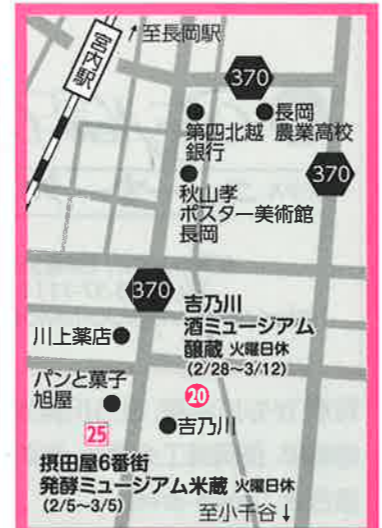 至長岡駅
宮内駅
370
長岡
農業高校
第四北越
銀行
370
秋山孝
ポスター美術館
長岡
370
吉乃川
酒ミュージアム
醸蔵 火曜日休
(2/28~3/12)
川上薬店
パンと菓子
旭屋
20
吉乃川
25
摂田屋6番街
発酵ミュージアム米蔵 火曜日休
(2/5~3/5)
至小千谷↓